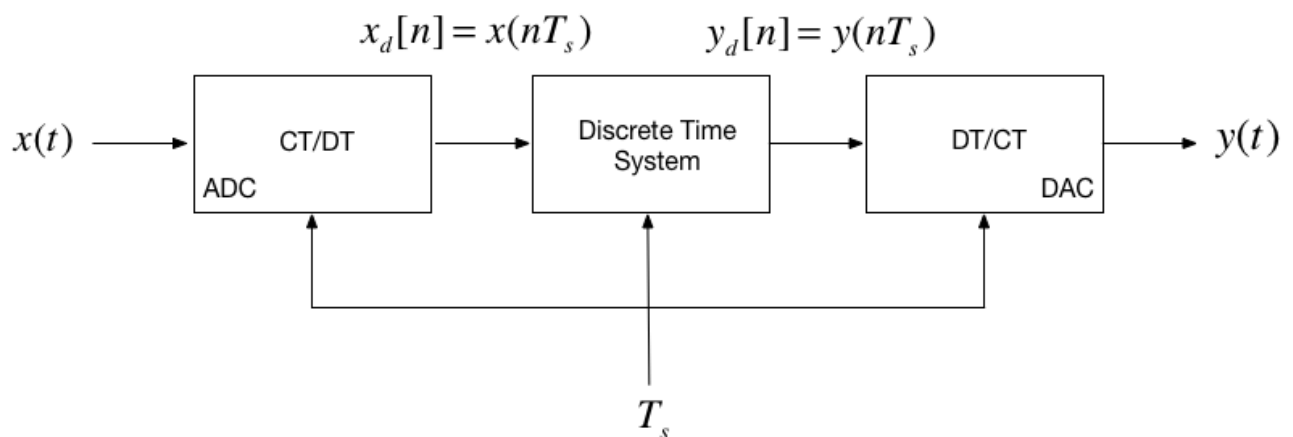 x_d[n] = x(nT_s) y_d[n] = y(nT_s)
x(t)
CT/DT
ADC
Discrete Time
System
DT/CT
DAC
y(t)
T_s